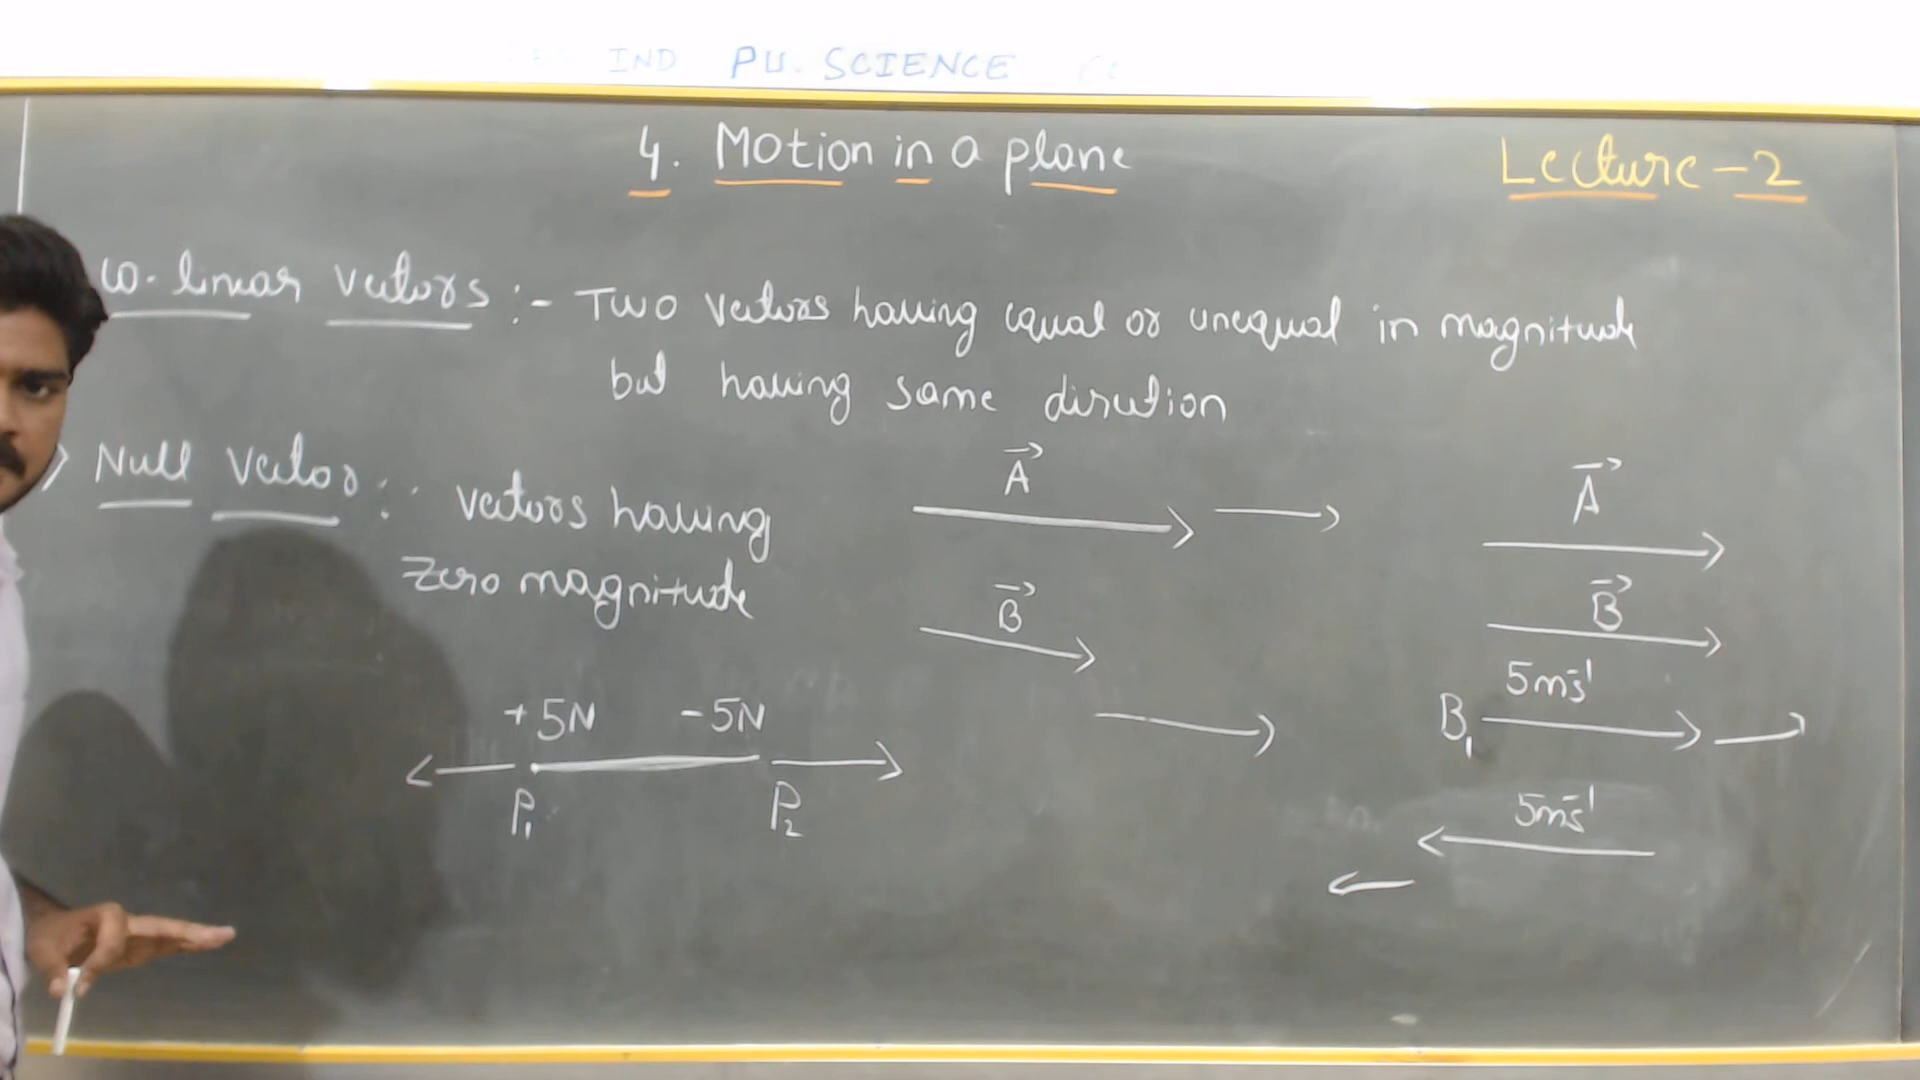 IND PU. SCIENCE
4. Motion in a plane
Lecture - 2
Co-linear vectors :- Two vectors having equal or unequal in magnitude
but having same direction
Null vector : vectors having
zero magnitude
A
B
A
B
5ms⁻¹
B₁
5ms⁻¹
+5N -5N
P₁ P₂